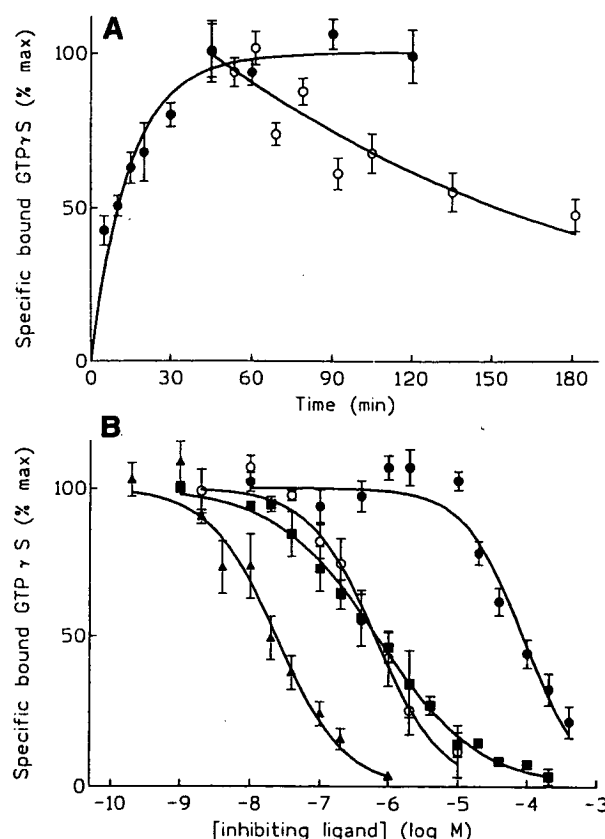 A
Specific bound GTPγS (% max)
100
50
0
0 30 60 90 120 150 180
Time (min)
B
Specific bound GTP γ S (% max)
100
50
0
-10 -9 -8 -7 -6 -5 -4 -3
[inhibiting ligand] (log M)